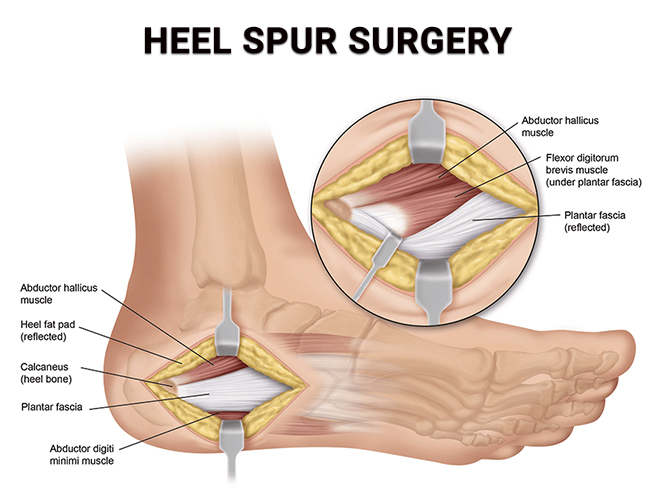 HEEL SPUR SURGERY
Abductor hallicus
muscle
Flexor digitorum
brevis muscle
(under plantar fascia)
Plantar fascia
(reflected)
Abductor hallicus
muscle
Heel fat pad
(reflected)
Calcaneus
(heel bone)
Plantar fascia
Abductor digiti
minimi muscle